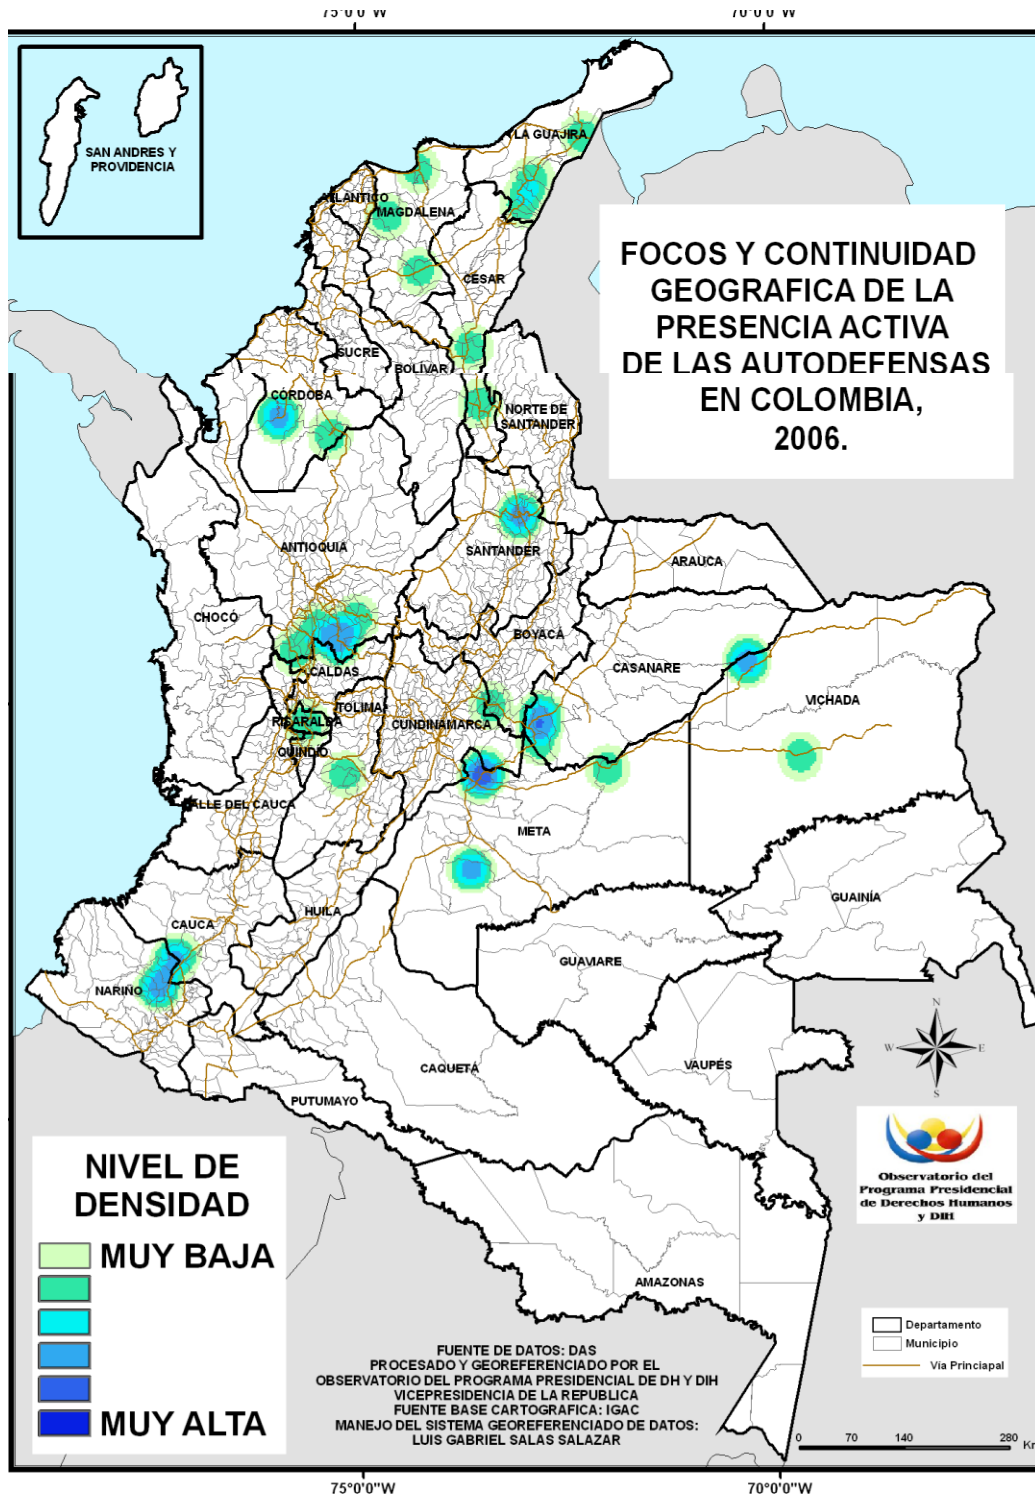 75°0'0"W
70°0'0"W
SAN ANDRES Y
PROVIDENCIA
LA GUAJIRA
ATLANTICO
MAGDALENA
CESAR
FOCOS Y CONTINUIDAD
GEOGRAFICA DE LA
PRESENCIA ACTIVA
DE LAS AUTODEFENSAS
EN COLOMBIA,
2006.
SUCRE
BOLIVAR
CÓRDOBA
NORTE DE
SANTANDER
ANTIOQUIA
SANTANDER
ARAUCA
CHOCÓ
BOYACÁ
CALDAS
CASANARE
VICHADA
TOLIMA
RISARALDA
CUNDINAMARCA
QUINDÍO
ALLE DEL CAUCA
META
GUAINÍA
HUILA
CAUCA
GUAVIARE
NARIÑO
N
W
E
S
CAQUETÁ
VAUPÉS
PUTUMAYO
AMAZONAS
Observatorio del
Programa Presidencial
de Derechos Humanos
y DIH
NIVEL DE
DENSIDAD
MUY BAJA
MUY ALTA
Departamento
Municipio
Vía Princiapal
FUENTE DE DATOS: DAS
PROCESADO Y GEOREFERENCIADO POR EL
OBSERVATORIO DEL PROGRAMA PRESIDENCIAL DE DH Y DIH
VICEPRESIDENCIA DE LA REPUBLICA
FUENTE BASE CARTOGRAFICA: IGAC
MANEJO DEL SISTEMA GEOREFERENCIADO DE DATOS:
LUIS GABRIEL SALAS SALAZAR
0 70 140 280
Km
75°0'0"W
70°0'0"W